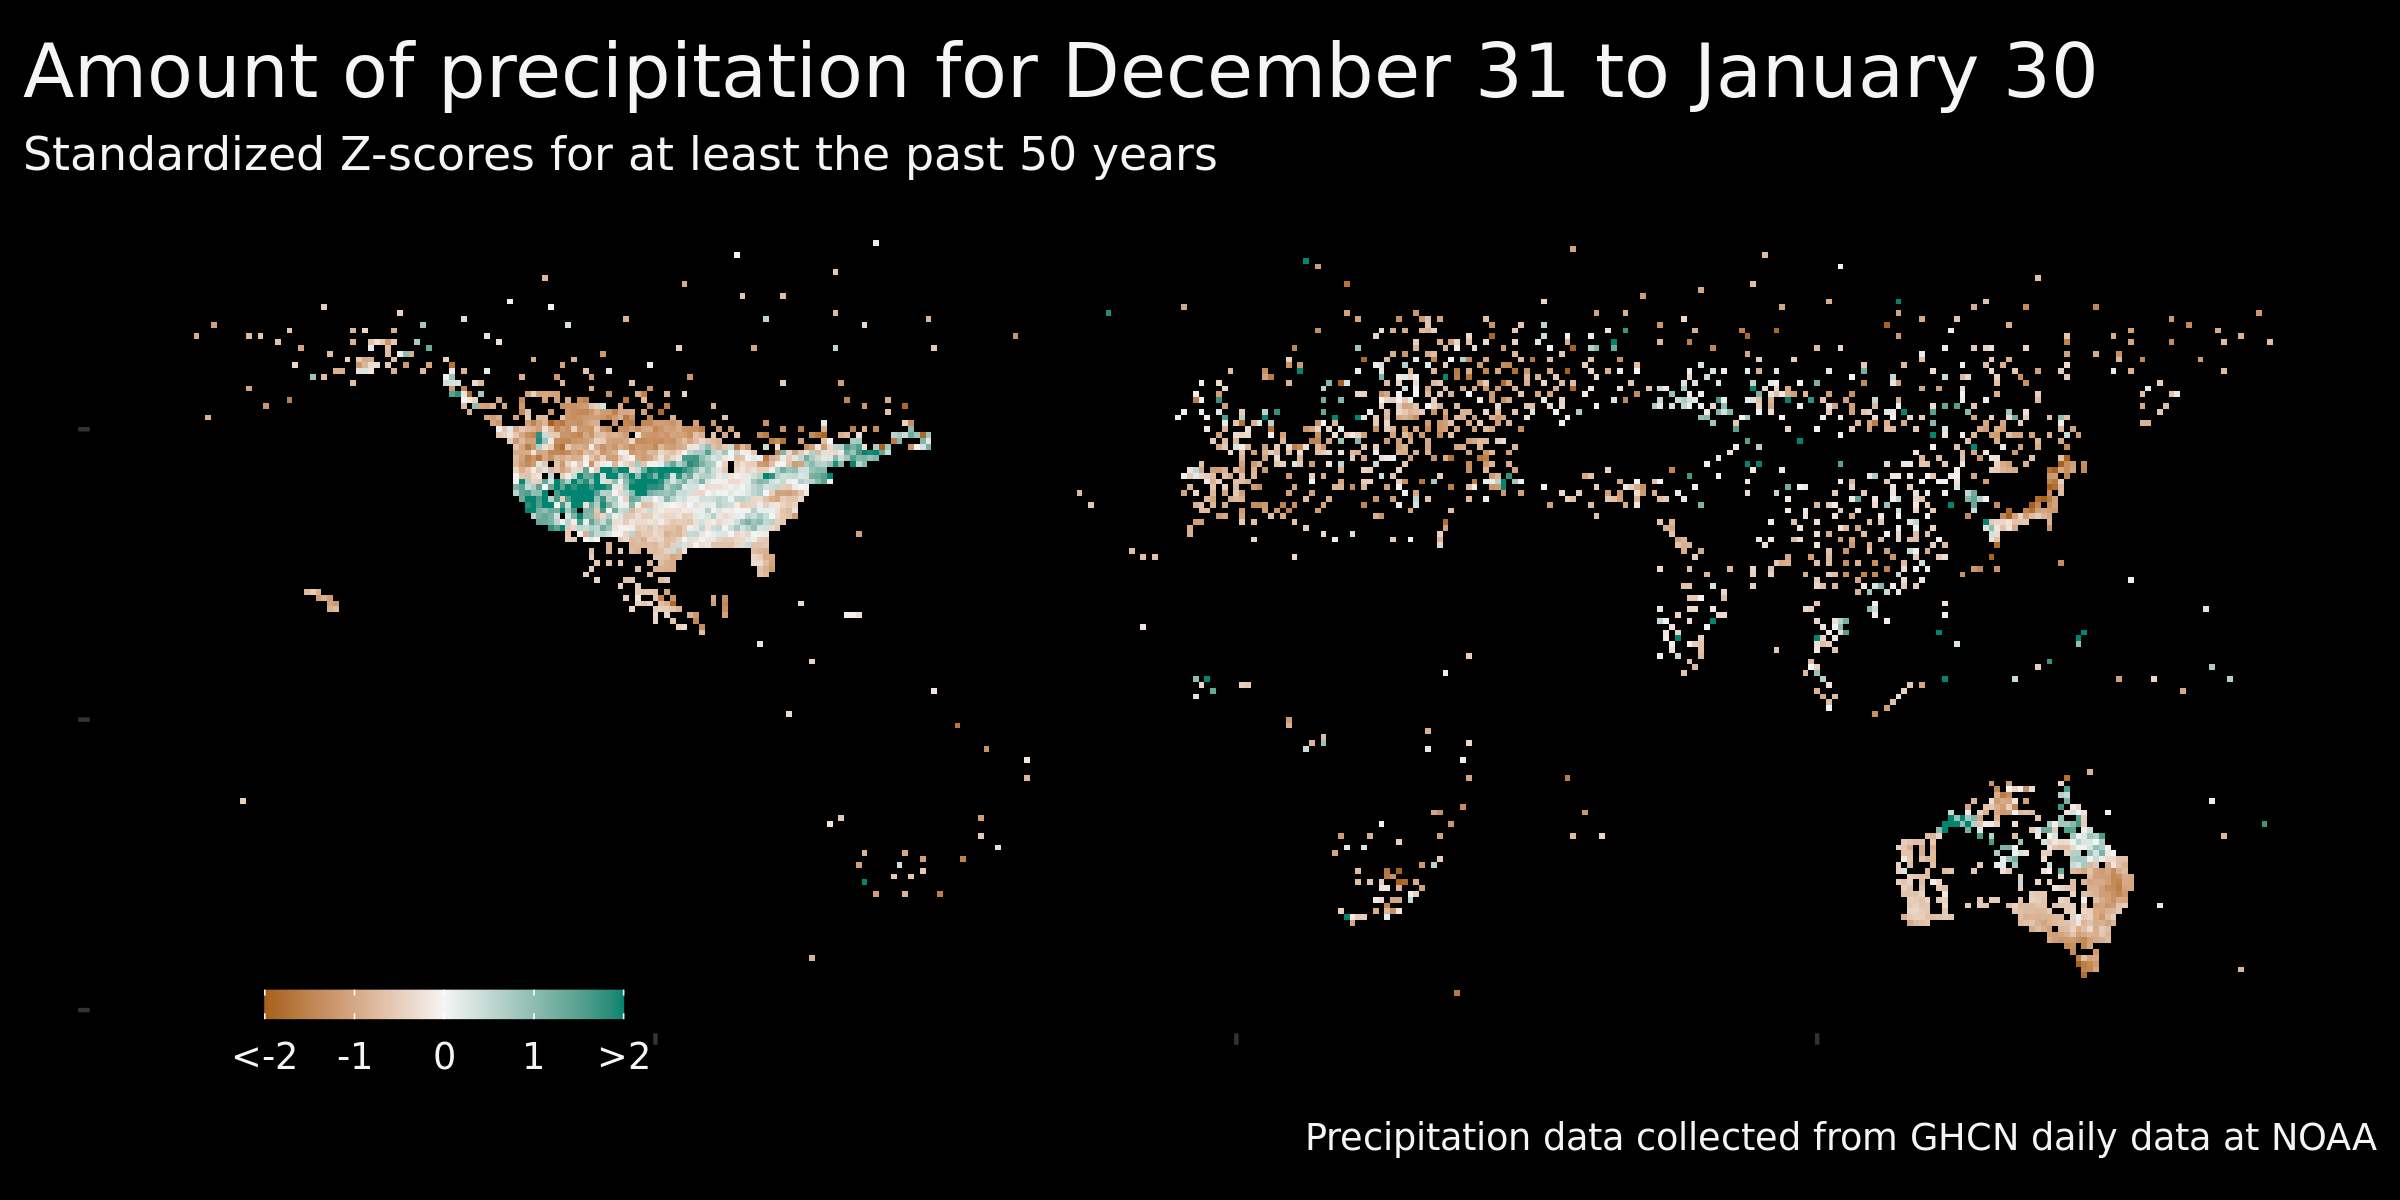 Amount of precipitation for December 31 to January 30
Standardized Z-scores for at least the past 50 years
<-2 -1 0 1 >2
Precipitation data collected from GHCN daily data at NOAA